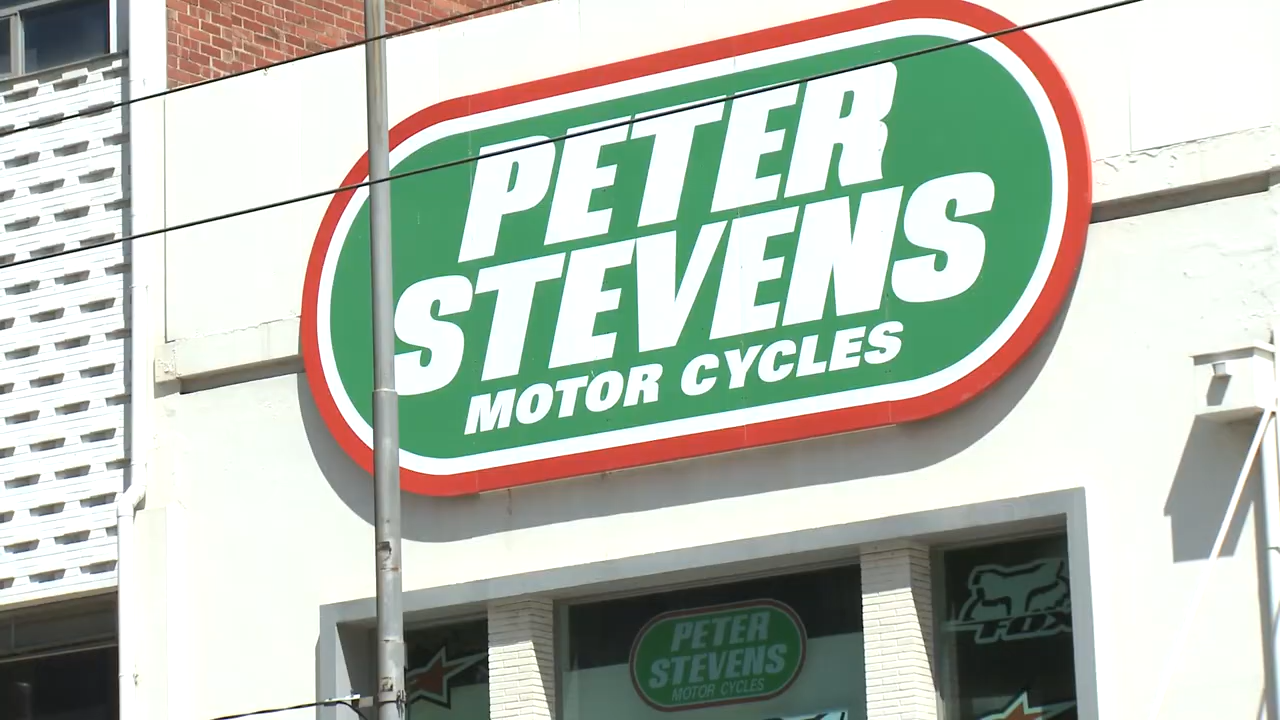 PETER
STEVENS
MOTOR CYCLES
PETER
STEVENS
MOTOR CYCLES
FOX